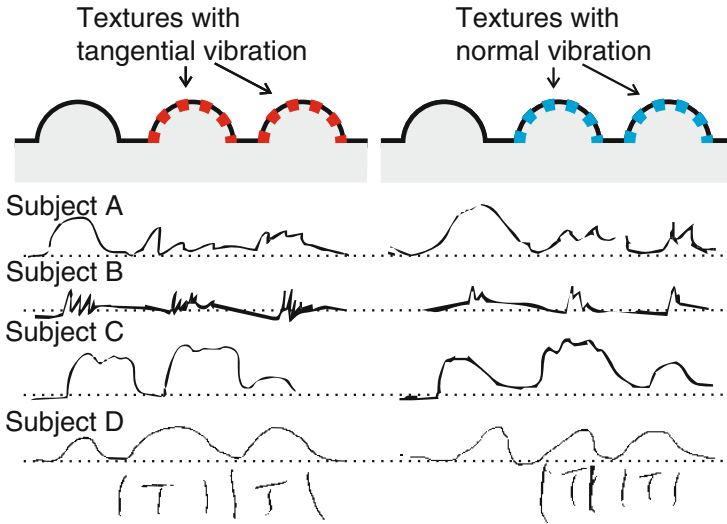 Textures with
tangential vibration
Textures with
normal vibration
Subject A
Subject B
Subject C
Subject D
( T ) ( T )
( T ) ( T )